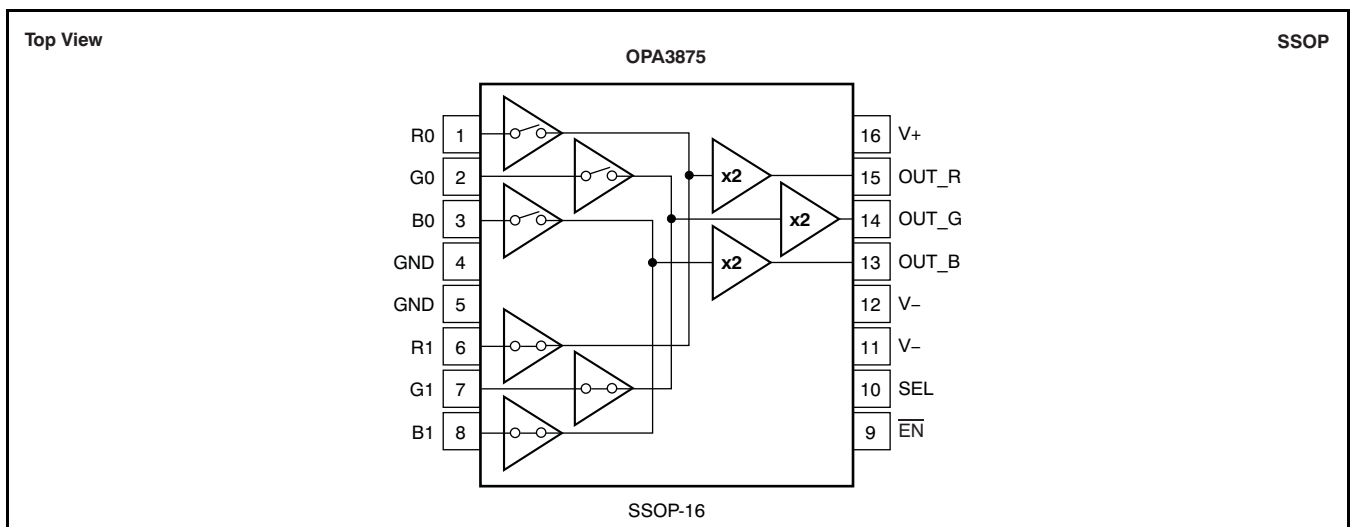 Top View
SSOP
OPA3875
R0 1
16 V+
G0 2
x2
15 OUT_R
B0 3
x2
14 OUT_G
GND 4
x2
13 OUT_B
GND 5
12 V−
R1 6
11 V−
G1 7
10 SEL
B1 8
9 E̅N̅
SSOP-16